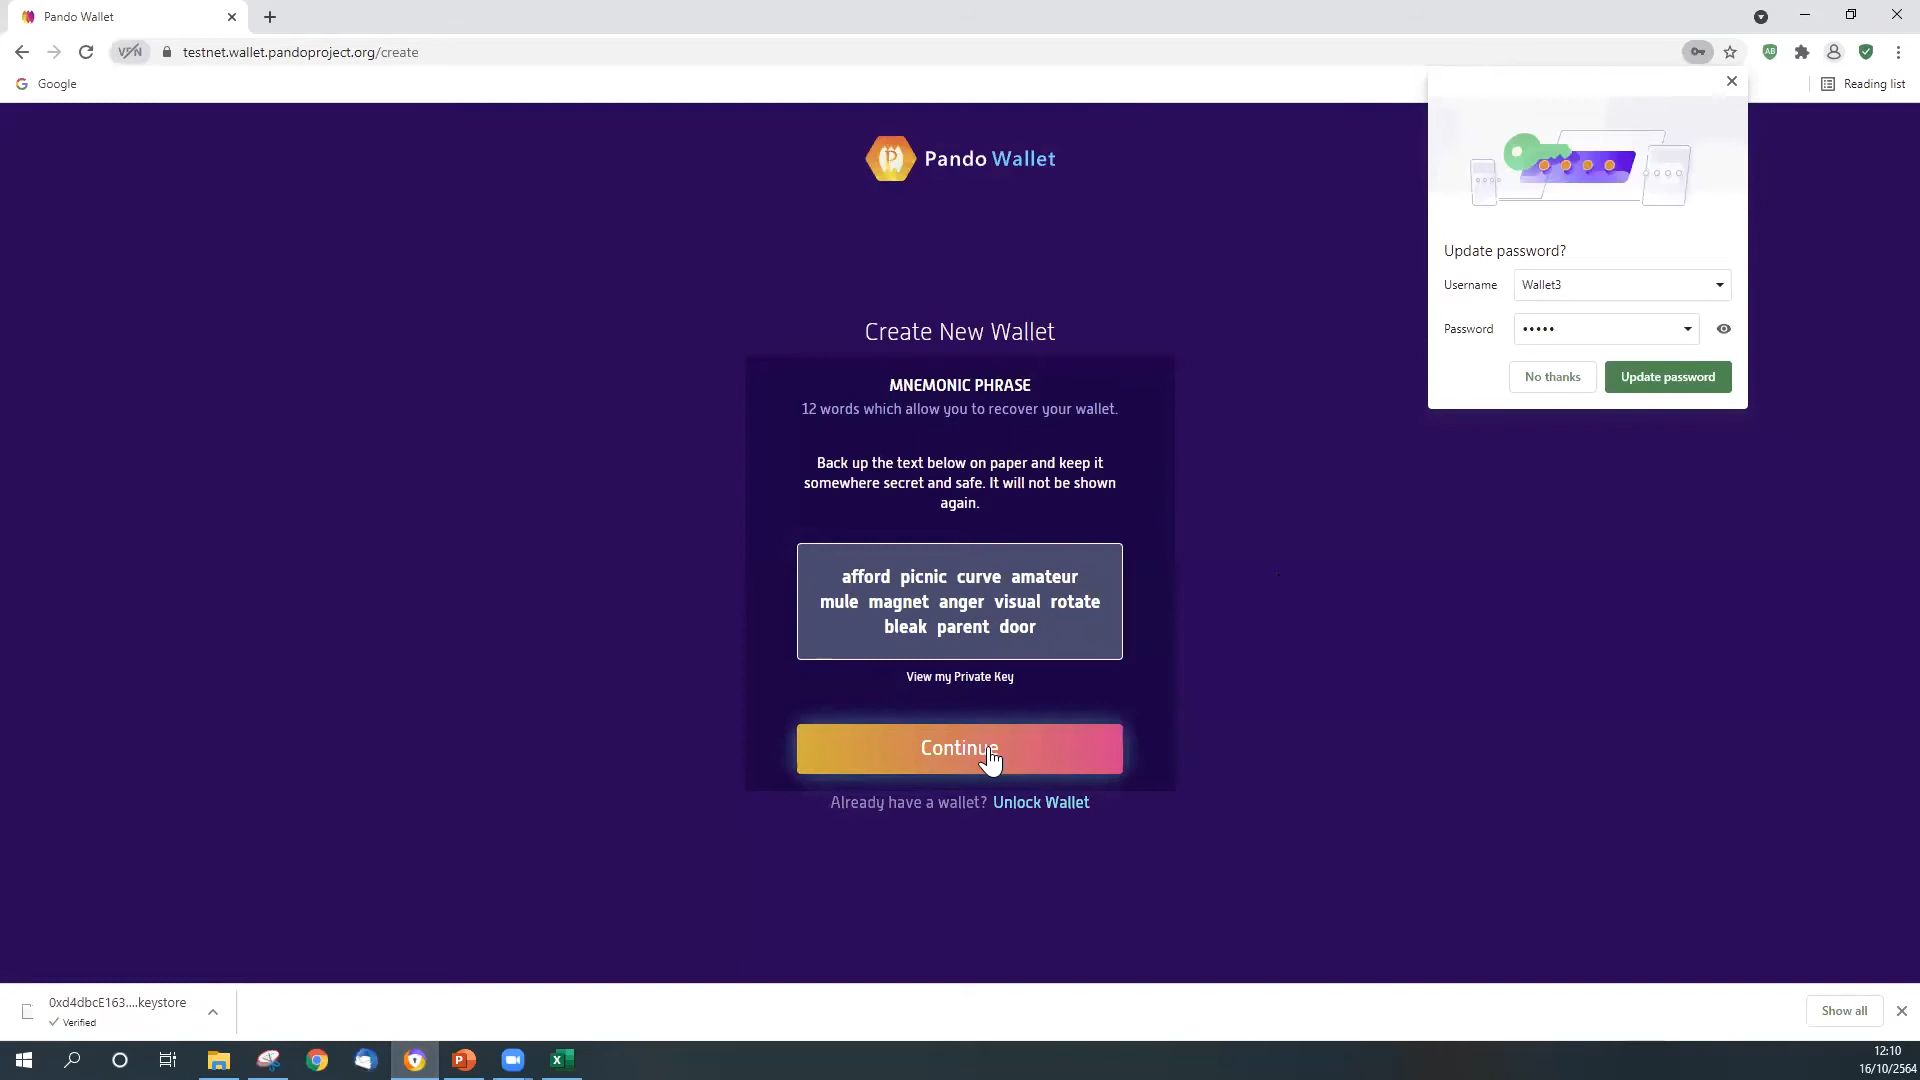 Pando Wallet
VPN
testnet.wallet.pandoproject.org/create
Google
Reading list
Pando Wallet
Update password?
Username
Wallet3
Password
•••••
No thanks
Update password
Create New Wallet
MNEMONIC PHRASE
12 words which allow you to recover your wallet.
Back up the text below on paper and keep it
somewhere secret and safe. It will not be shown
again.
afford picnic curve amateur
mule magnet anger visual rotate
bleak parent door
View my Private Key
Continue
Already have a wallet? Unlock Wallet
0xd4dbcE163....keystore
Verified
Show all
12:10
16/10/2564